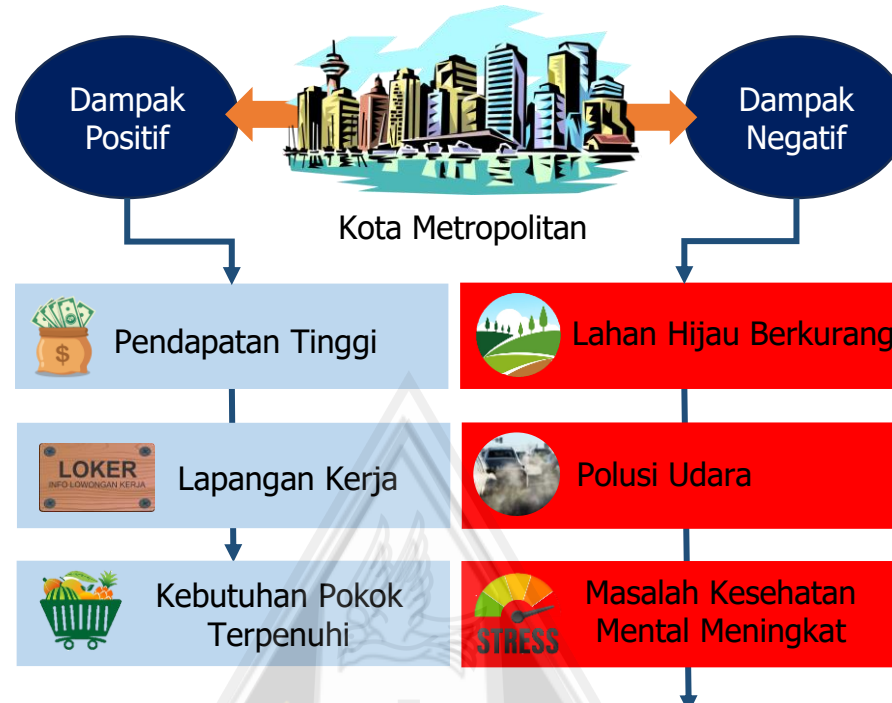 Dampak
Positif
Dampak
Negatif
Kota Metropolitan
$
Pendapatan Tinggi
Lahan Hijau Berkurang
LOKER
INFO LOWONGAN KERJA
Lapangan Kerja
Polusi Udara
Kebutuhan Pokok
Terpenuhi
STRESS
Masalah Kesehatan
Mental Meningkat